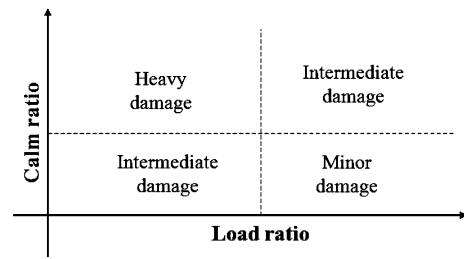 Calm ratio
Heavy
damage
Intermediate
damage
Intermediate
damage
Minor
damage
Load ratio